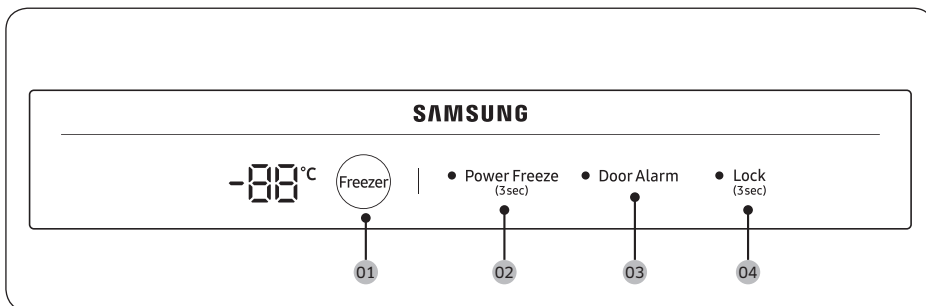 SAMSUNG
-88°C Freezer Power Freeze Door Alarm Lock
(3sec) (3sec)
01 02 03 04